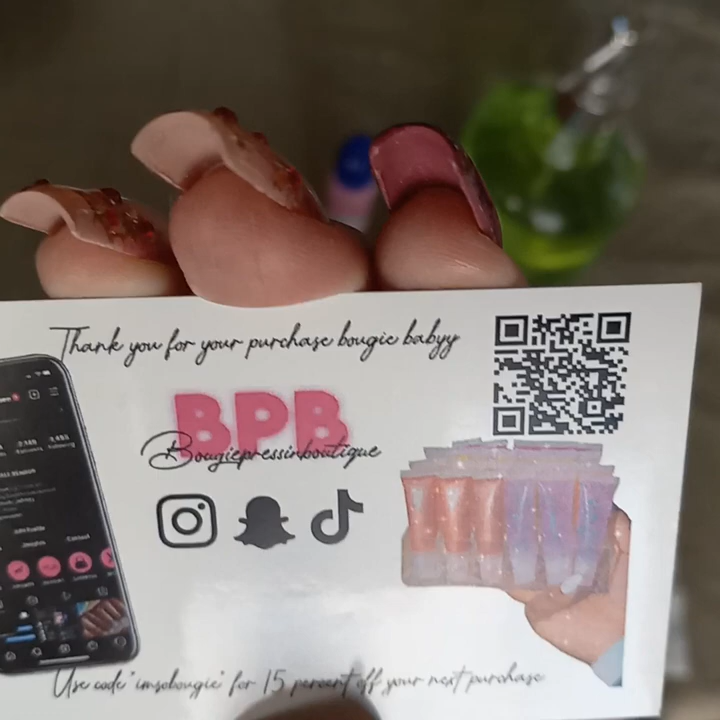 Thank you for your purchase bougie babyy
BPB
Bougiepressinboutique
Use code "imsobougie" for 15 percent off your next purchase